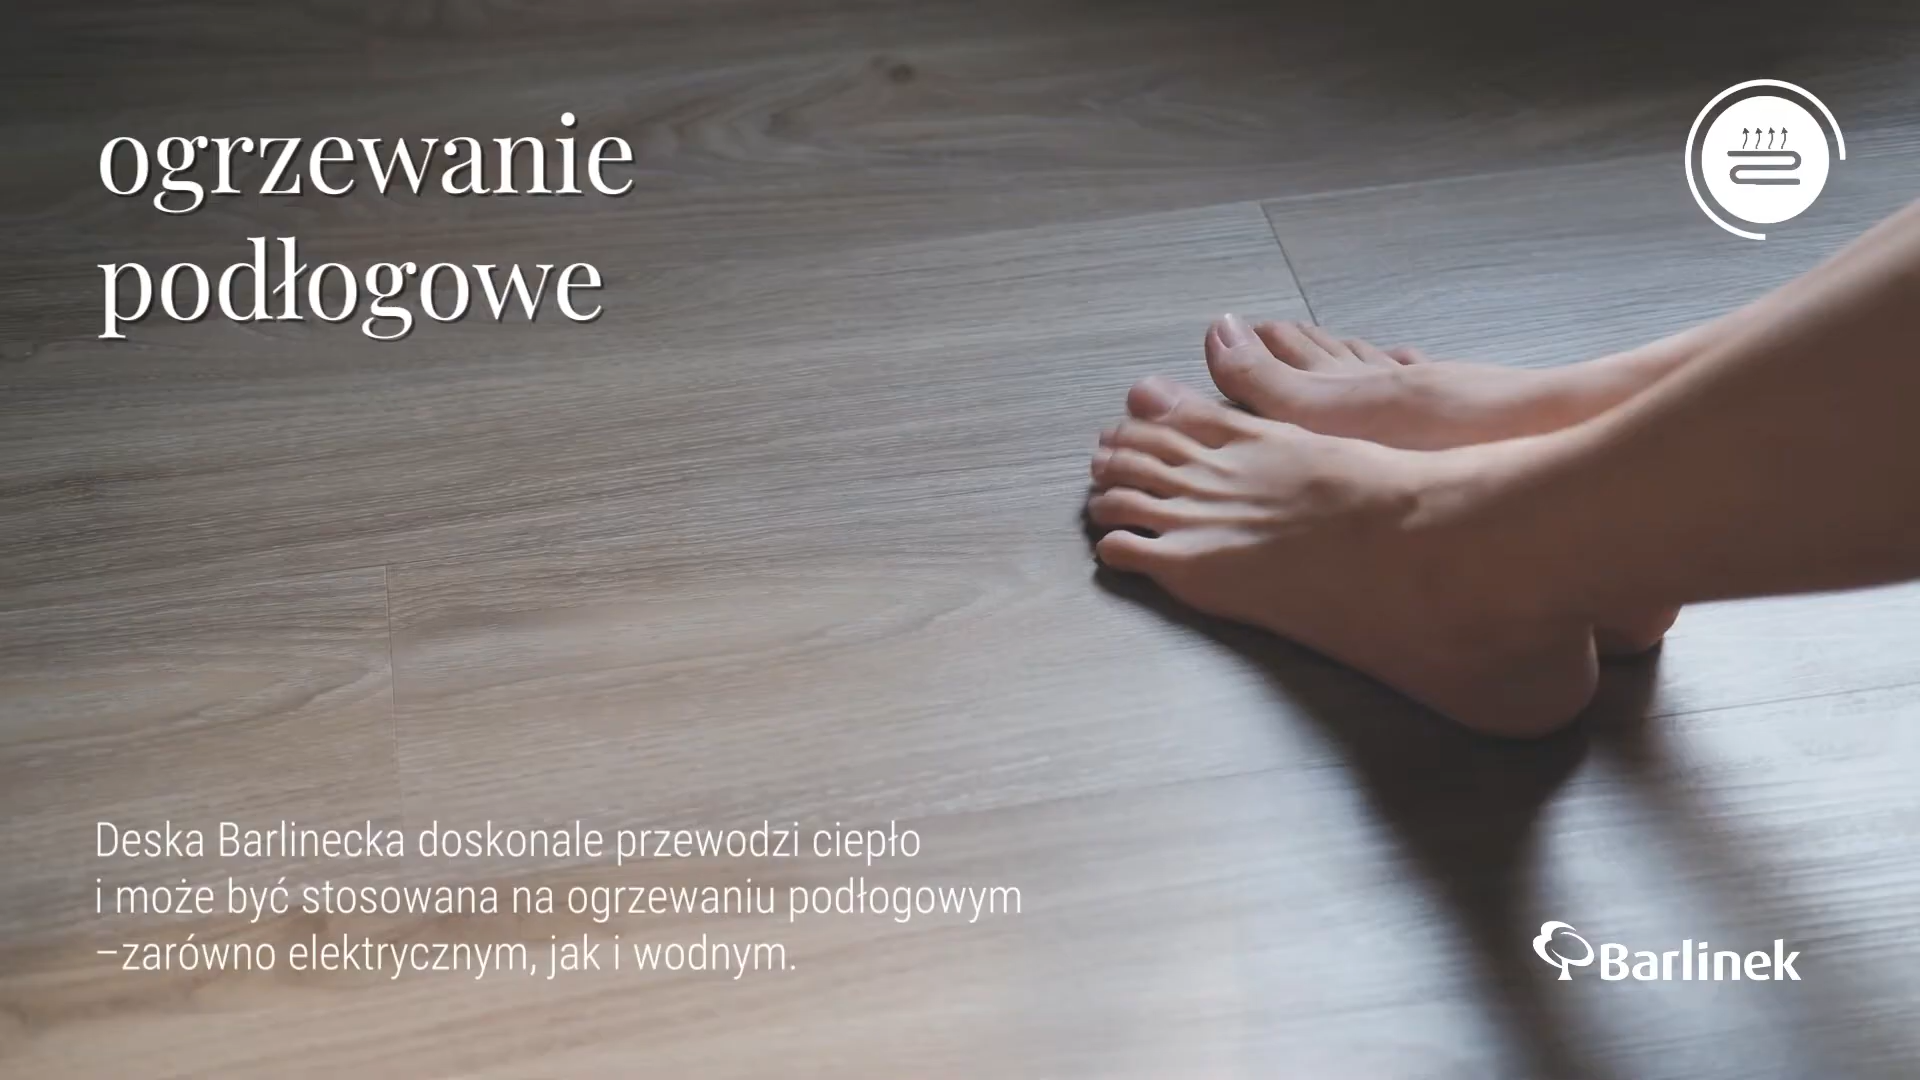 ogrzewanie
podłogowe
Deska Barlinecka doskonale przewodzi ciepło
i może być stosowana na ogrzewaniu podłogowym
–zarówno elektrycznym, jak i wodnym.
Barlinek